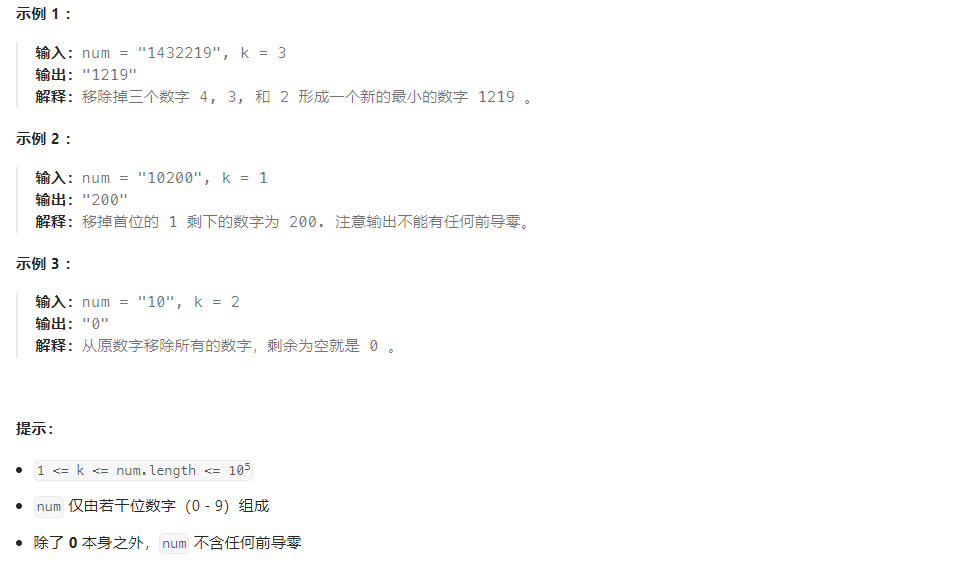 示例 1 ：
输入：num = "1432219", k = 3
输出："1219"
解释：移除掉三个数字 4, 3, 和 2 形成一个新的最小的数字 1219 。
示例 2 ：
输入：num = "10200", k = 1
输出："200"
解释：移掉首位的 1 剩下的数字为 200. 注意输出不能有任何前导零。
示例 3 ：
输入：num = "10", k = 2
输出："0"
解释：从原数字移除所有的数字，剩余为空就是 0 。
提示：
• 1 <= k <= num.length <= 10⁵
• num 仅由若干位数字（0 - 9）组成
• 除了 0 本身之外，num 不含任何前导零